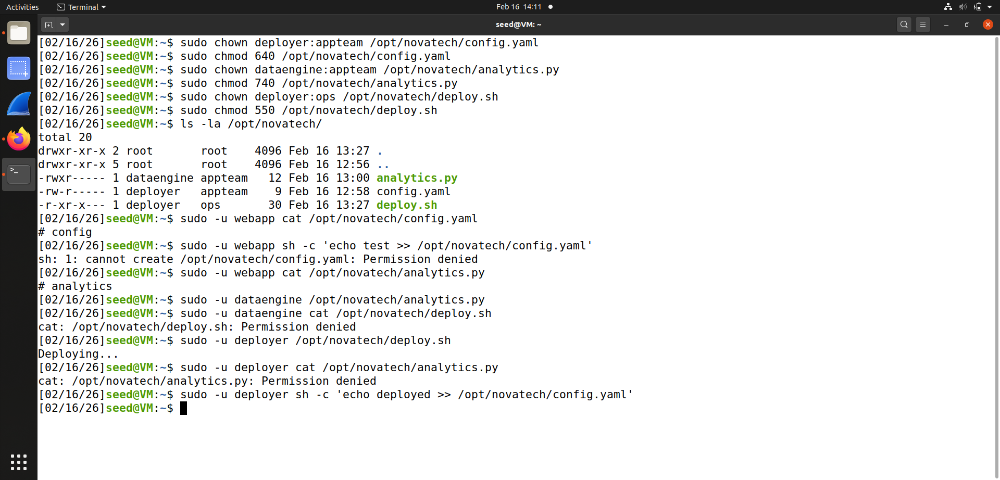 Activities
Terminal
Feb 16 14:11
seed@VM: ~
[02/16/26]seed@VM:~$ sudo chown deployer:appteam /opt/novatech/config.yaml
[02/16/26]seed@VM:~$ sudo chmod 640 /opt/novatech/config.yaml
[02/16/26]seed@VM:~$ sudo chown dataengine:appteam /opt/novatech/analytics.py
[02/16/26]seed@VM:~$ sudo chmod 740 /opt/novatech/analytics.py
[02/16/26]seed@VM:~$ sudo chown deployer:ops /opt/novatech/deploy.sh
[02/16/26]seed@VM:~$ sudo chmod 550 /opt/novatech/deploy.sh
[02/16/26]seed@VM:~$ ls -la /opt/novatech/
total 20
drwxr-xr-x 2 root       root    4096 Feb 16 13:27 .
drwxr-xr-x 5 root       root    4096 Feb 16 12:56 ..
-rwxr----- 1 dataengine appteam   12 Feb 16 13:00 analytics.py
-rw-r----- 1 deployer   appteam    9 Feb 16 12:58 config.yaml
-r-xr-x--- 1 deployer   ops       30 Feb 16 13:27 deploy.sh
[02/16/26]seed@VM:~$ sudo -u webapp cat /opt/novatech/config.yaml
# config
[02/16/26]seed@VM:~$ sudo -u webapp sh -c 'echo test >> /opt/novatech/config.yaml'
sh: 1: cannot create /opt/novatech/config.yaml: Permission denied
[02/16/26]seed@VM:~$ sudo -u webapp cat /opt/novatech/analytics.py
# analytics
[02/16/26]seed@VM:~$ sudo -u dataengine /opt/novatech/analytics.py
[02/16/26]seed@VM:~$ sudo -u dataengine cat /opt/novatech/deploy.sh
cat: /opt/novatech/deploy.sh: Permission denied
[02/16/26]seed@VM:~$ sudo -u deployer /opt/novatech/deploy.sh
Deploying...
[02/16/26]seed@VM:~$ sudo -u deployer cat /opt/novatech/analytics.py
cat: /opt/novatech/analytics.py: Permission denied
[02/16/26]seed@VM:~$ sudo -u deployer sh -c 'echo deployed >> /opt/novatech/config.yaml'
[02/16/26]seed@VM:~$